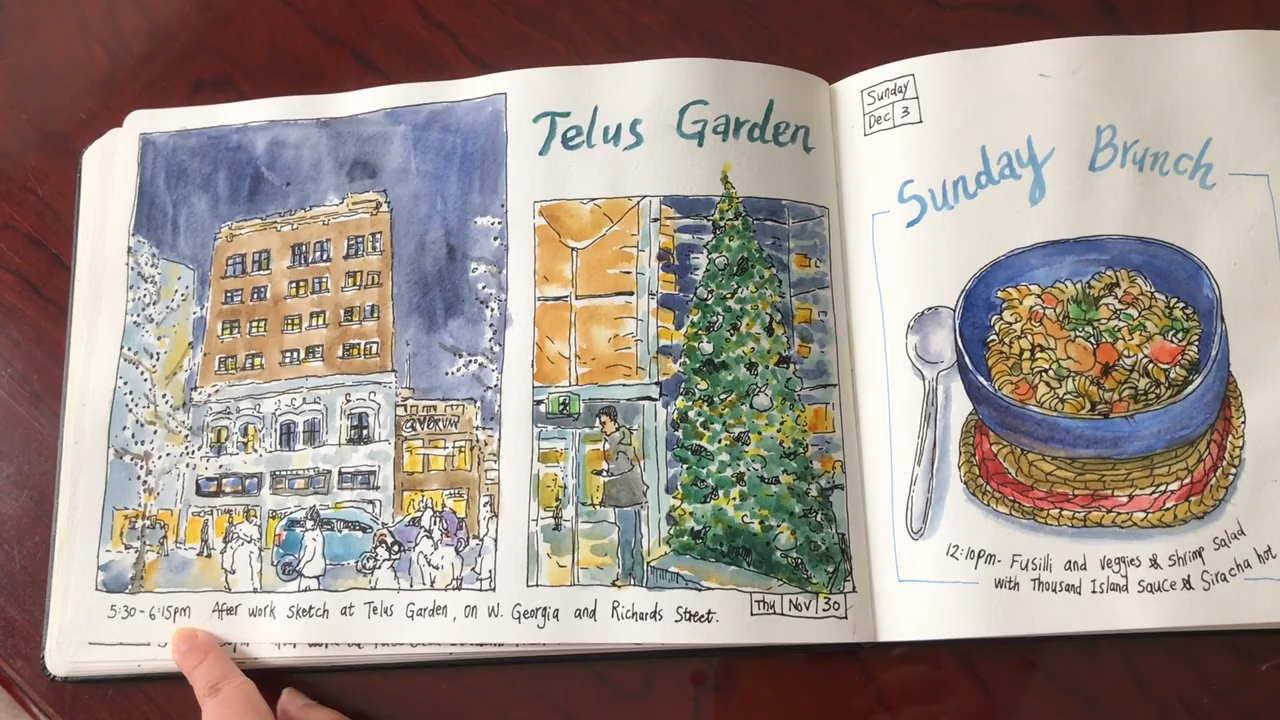 Telus Garden
@VERVM
5:30 - 6:15pm After work sketch at Telus Garden, on W. Georgia and Richards Street.
Thu Nov 30
Sunday
Dec 3
Sunday Brunch
12:10pm - Fusilli and veggies & shrimp Salad
with Thousand Island sauce & Siracha hot